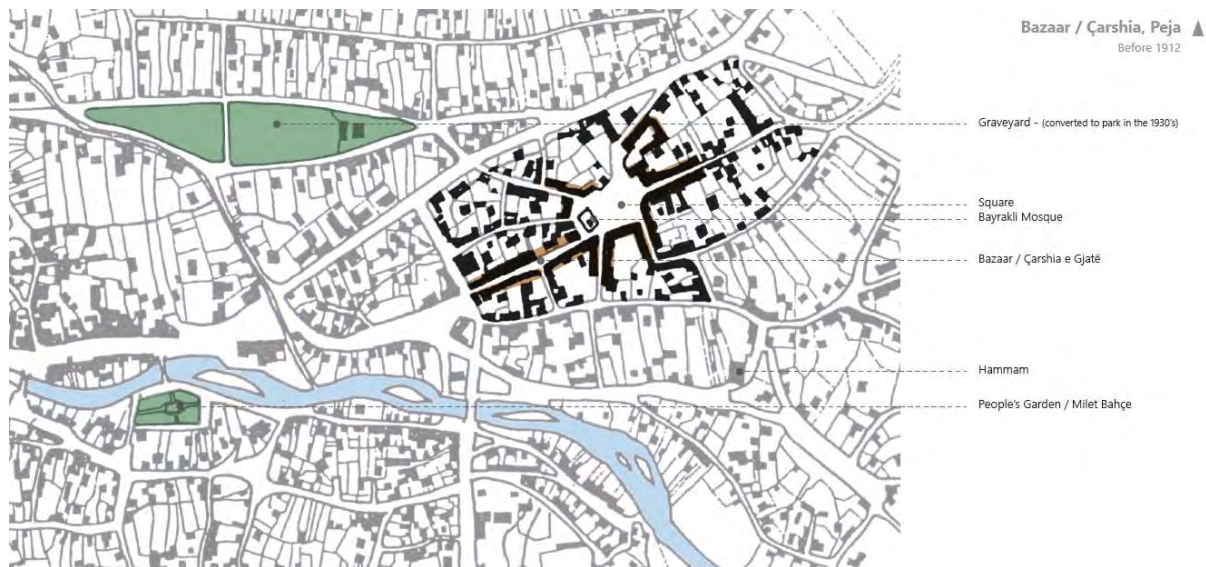 Bazaar / Çarshia, Peja
Before 1912
Graveyard - (converted to park in the 1930's)
Square
Bayrakli Mosque
Bazaar / Çarshia e Gjatë
Hammam
People's Garden / Milet Bahçe